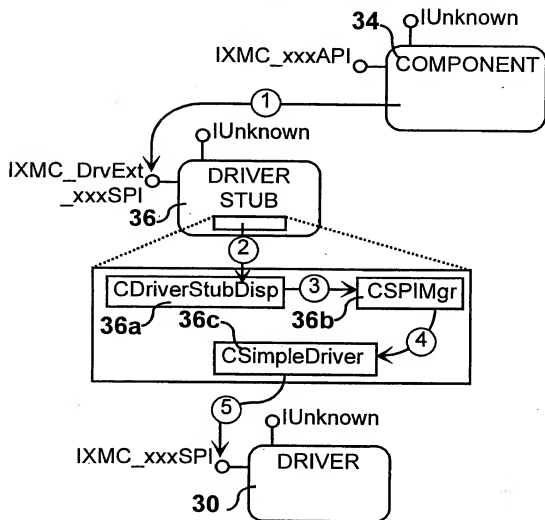 34
IUnknown
IXMC_xxxAPI
COMPONENT
1
IUnknown
IXMC_DrvExt
_xxxSPI
DRIVER
STUB
36
2
CDriverStubDisp
3
CSPIMgr
36a
36c
36b
4
CSimpleDriver
5
IUnknown
IXMC_xxxSPI
DRIVER
30